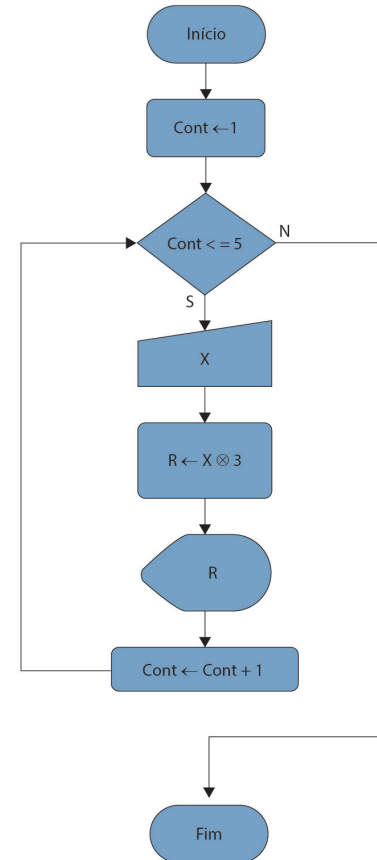 Início
Cont ←1
Cont < = 5
N
S
X
R ← X ⊗ 3
R
Cont ← Cont + 1
Fim